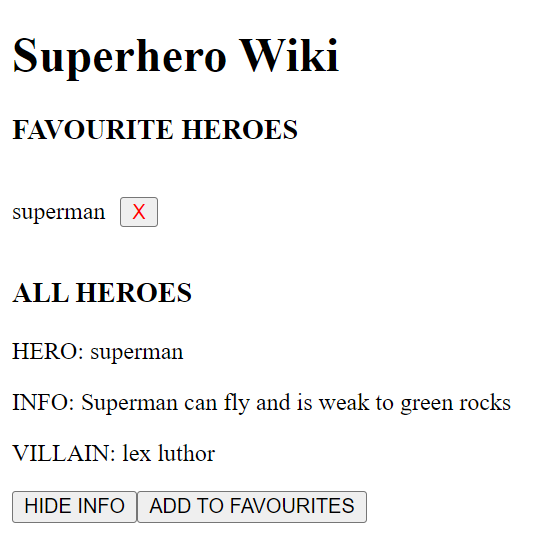 Superhero Wiki
FAVOURITE HEROES
superman X
ALL HEROES
HERO: superman
INFO: Superman can fly and is weak to green rocks
VILLAIN: lex luthor
HIDE INFO ADD TO FAVOURITES